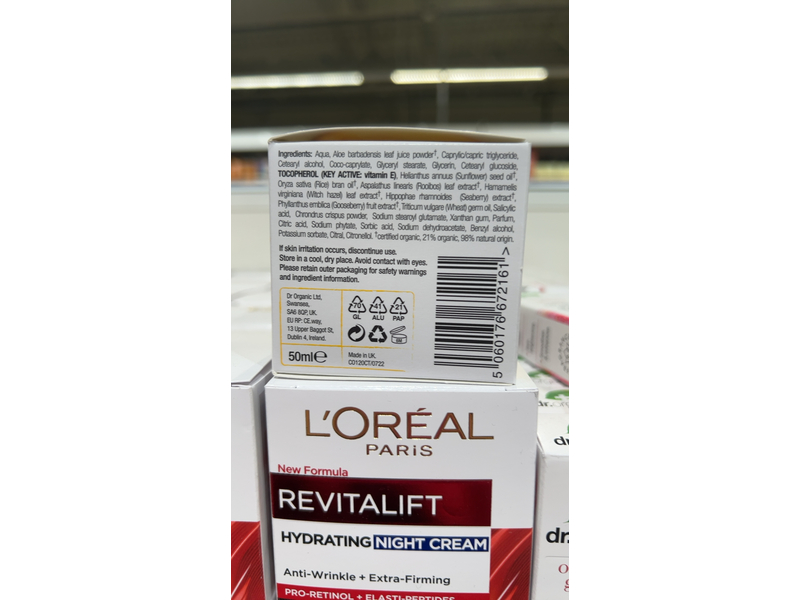 Ingredients: Aqua, Aloe barbadensis leaf juice powder†, Caprylic/capric triglyceride,
Cetearyl alcohol, Coco-caprylate, Glyceryl stearate, Glycerin, Cetearyl glucoside,
TOCOPHEROL (KEY ACTIVE: vitamin E), Helianthus annuus (Sunflower) seed oil†,
Oryza sativa (Rice) bran oil†, Aspalathus linearis (Rooibos) leaf extract†, Hamamelis
virginiana (Witch hazel) leaf extract†, Hippophae rhamnoides (Seaberry) extract†,
Phyllanthus emblica (Gooseberry) fruit extract†, Triticum vulgare (Wheat) germ oil, Salicylic
acid, Chrondrus crispus powder, Sodium stearoyl glutamate, Xanthan gum, Parfum,
Citric acid, Sodium phytate, Sorbic acid, Sodium dehydroacetate, Benzyl alcohol,
Potassium sorbate, Citral, Citronellol. †certified organic, 21% organic, 98% natural origin.
If skin irritation occurs, discontinue use.
Store in a cool, dry place. Avoid contact with eyes.
Please retain outer packaging for safety warnings
and ingredient information.
Dr Organic Ltd,
Swansea,
SA6 8QP, UK.
EU RP: CE.way,
13 Upper Baggot St,
Dublin 4, Ireland.
70 41 21
GL ALU PAP
50ml e
Made in UK.
C0120CT/0722
5 060176 672161 >
L'ORÉAL
PARIS
New Formula
REVITALIFT
HYDRATING NIGHT CREAM
Anti-Wrinkle + Extra-Firming
PRO-RETINOL + ELASTI-PEPTIDES
dr.